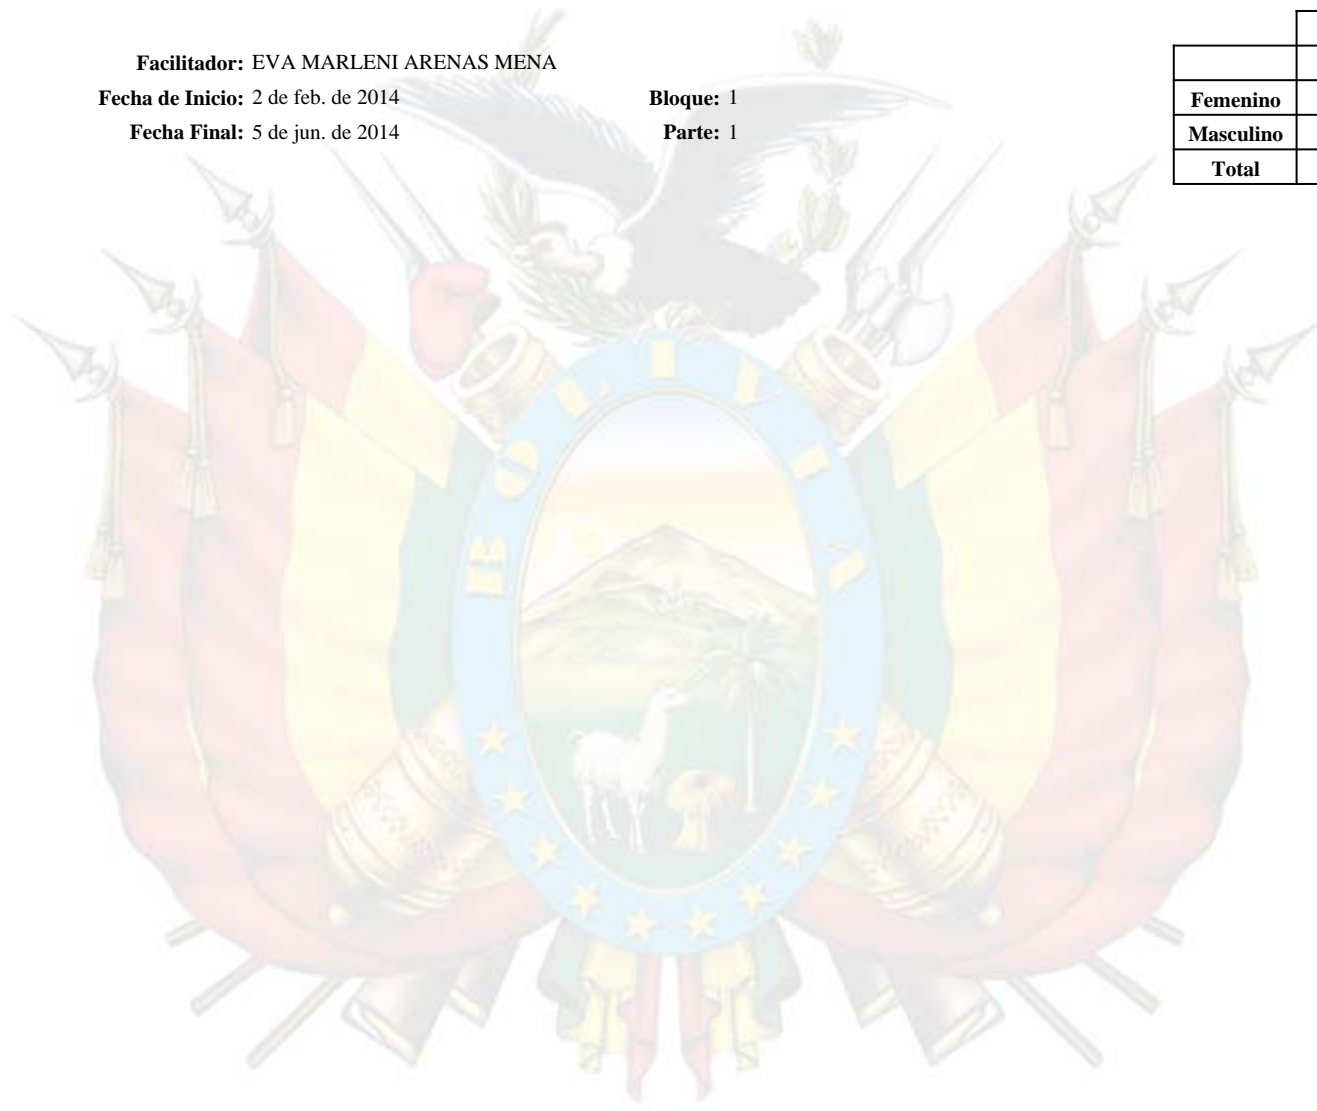 Facilitador: EVA MARLENI ARENAS MENA
Fecha de Inicio: 2 de feb. de 2014 Bloque: 1
Fecha Final: 5 de jun. de 2014 Parte: 1
Femenino
Masculino
Total
BOLIVIA